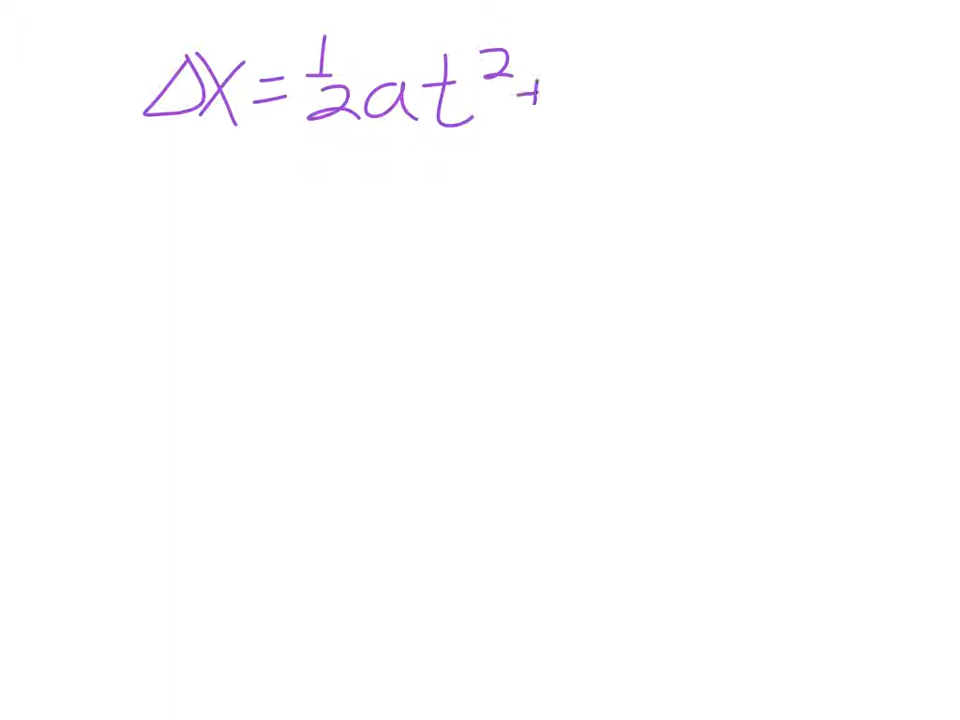 Δx = ½at² +